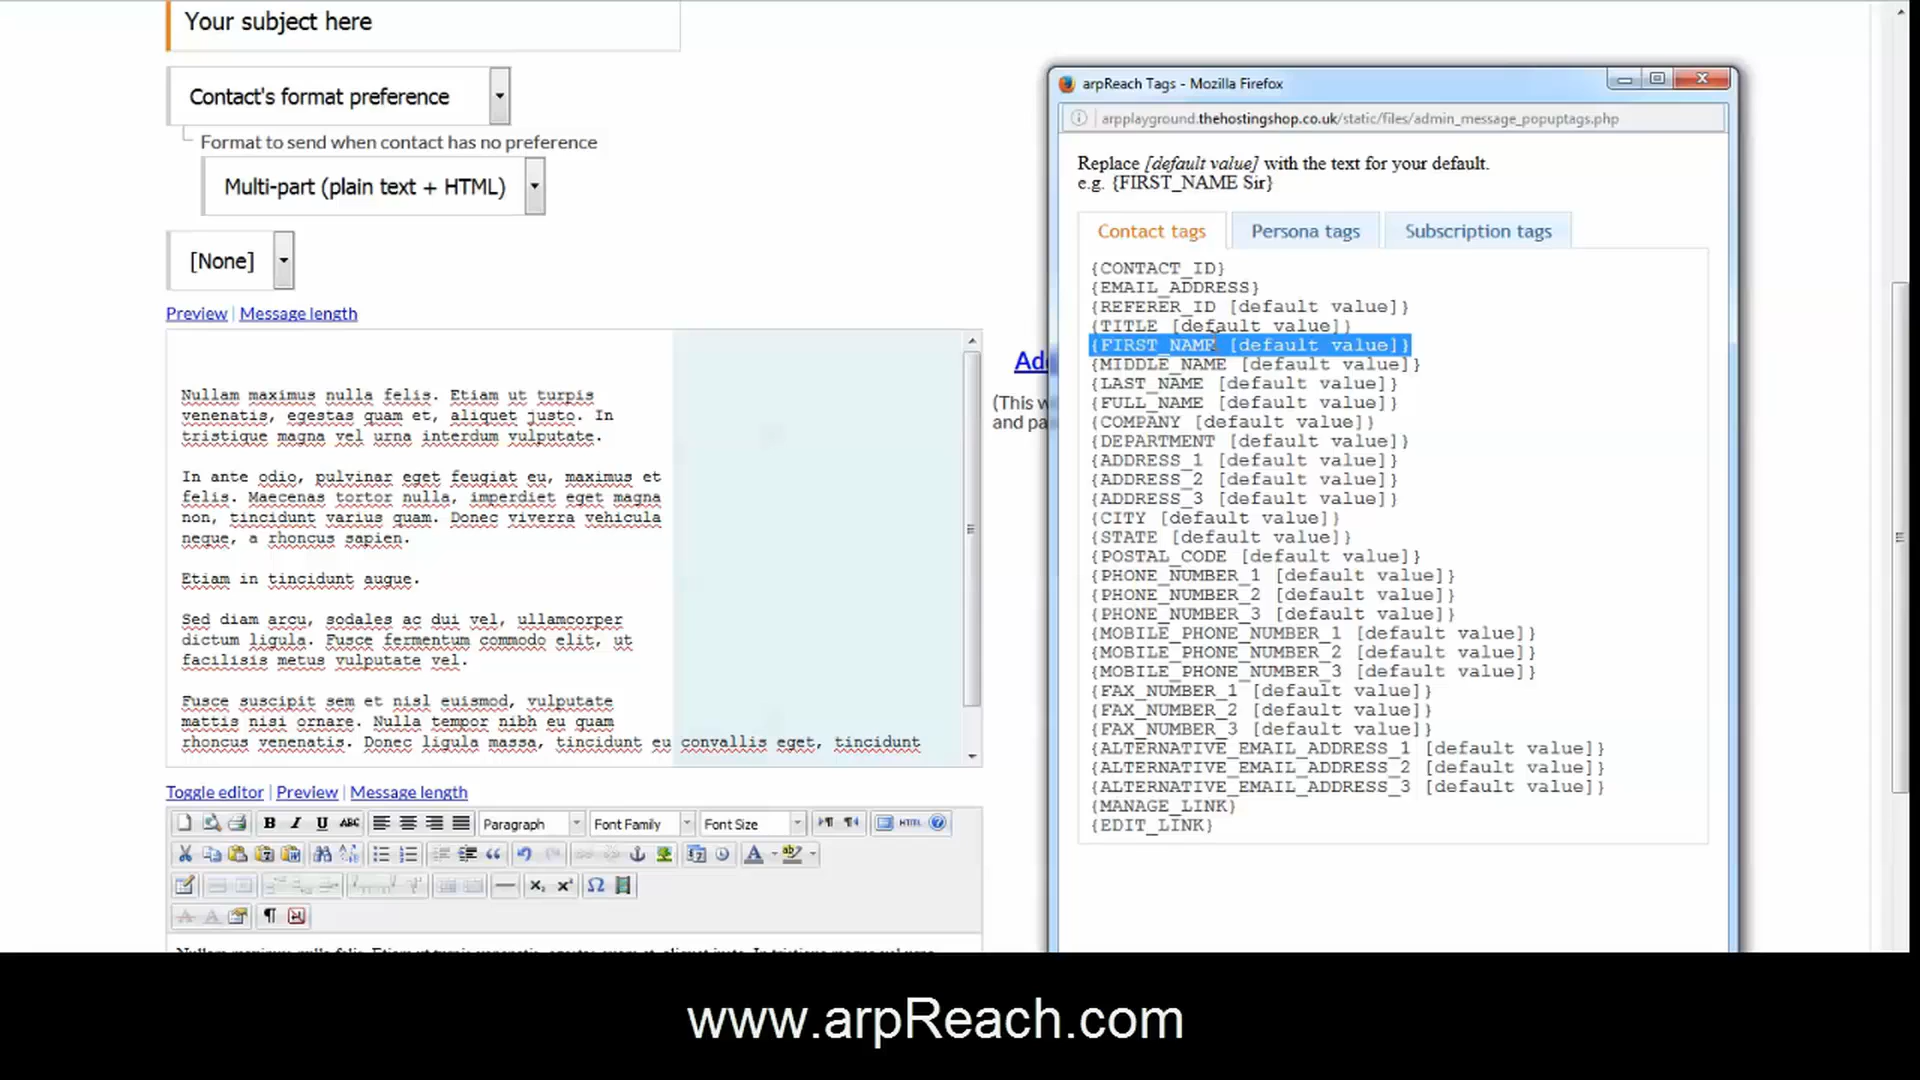 Your subject here
Contact's format preference
Format to send when contact has no preference
Multi-part (plain text + HTML)
[None]
Preview | Message length
Nullam maximus nulla felis. Etiam ut turpis
venenatis, egestas quam et, aliquet justo. In
tristique magna vel urna interdum vulputate.
In ante odio, pulvinar eget feugiat eu, maximus et
felis. Maecenas tortor nulla, imperdiet eget magna
non, tincidunt varius quam. Donec viverra vehicula
neque, a rhoncus sapien.
Etiam in tincidunt augue.
Sed diam arcu, sodales ac dui vel, ullamcorper
dictum ligula. Fusce fermentum commodo elit, ut
facilisis metus vulputate vel.
Fusce suscipit sem et nisl euismod, vulputate
mattis nisi ornare. Nulla tempor nibh eu quam
rhoncus venenatis. Donec ligula massa, tincidunt eu convallis eget, tincidunt
Toggle editor | Preview | Message length
B I U ABC Paragraph Font Family Font Size HTML
(This w
and pa
arpReach Tags - Mozilla Firefox
arpplayground.thehostingshop.co.uk/static/files/admin_message_popuptags.php
Replace [default value] with the text for your default.
e.g. {FIRST_NAME Sir}
Contact tags Persona tags Subscription tags
{CONTACT_ID}
{EMAIL_ADDRESS}
{REFERER_ID [default value]}
{TITLE [default value]}
{FIRST_NAME [default value]}
{MIDDLE_NAME [default value]}
{LAST_NAME [default value]}
{FULL_NAME [default value]}
{COMPANY [default value]}
{DEPARTMENT [default value]}
{ADDRESS_1 [default value]}
{ADDRESS_2 [default value]}
{ADDRESS_3 [default value]}
{CITY [default value]}
{STATE [default value]}
{POSTAL_CODE [default value]}
{PHONE_NUMBER_1 [default value]}
{PHONE_NUMBER_2 [default value]}
{PHONE_NUMBER_3 [default value]}
{MOBILE_PHONE_NUMBER_1 [default value]}
{MOBILE_PHONE_NUMBER_2 [default value]}
{MOBILE_PHONE_NUMBER_3 [default value]}
{FAX_NUMBER_1 [default value]}
{FAX_NUMBER_2 [default value]}
{FAX_NUMBER_3 [default value]}
{ALTERNATIVE_EMAIL_ADDRESS_1 [default value]}
{ALTERNATIVE_EMAIL_ADDRESS_2 [default value]}
{ALTERNATIVE_EMAIL_ADDRESS_3 [default value]}
{MANAGE_LINK}
{EDIT_LINK}
www.arpReach.com